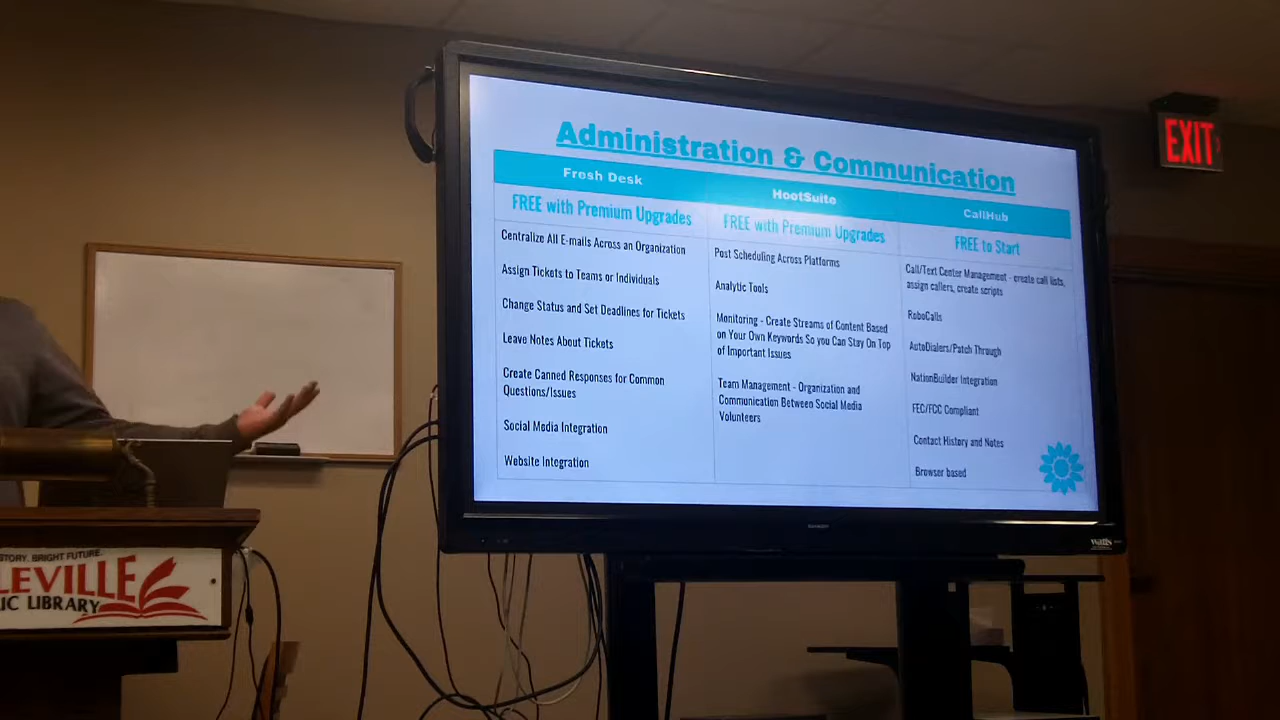 Administration & Communication
Fresh Desk
FREE with Premium Upgrades
Centralize All E-mails Across an Organization
Assign Tickets to Teams or Individuals
Change Status and Set Deadlines for Tickets
Leave Notes About Tickets
Create Canned Responses for Common
Questions/Issues
Social Media Integration
Website Integration
HootSuite
FREE with Premium Upgrades
Post Scheduling Across Platforms
Analytic Tools
Monitoring - Create Streams of Content Based
on Your Own Keywords So you Can Stay On Top
of Important Issues
Team Management - Organization and
Communication Between Social Media
Volunteers
CallHub
FREE to Start
Call/Text Center Management - create call lists,
assign callers, create scripts
RoboCalls
AutoDialers/Patch Through
NationBuilder Integration
FEC/FCC Compliant
Contact History and Notes
Browser based
EXIT
SHARP
watts
STORY. BRIGHT FUTURE.
LEVILLE
IC LIBRARY